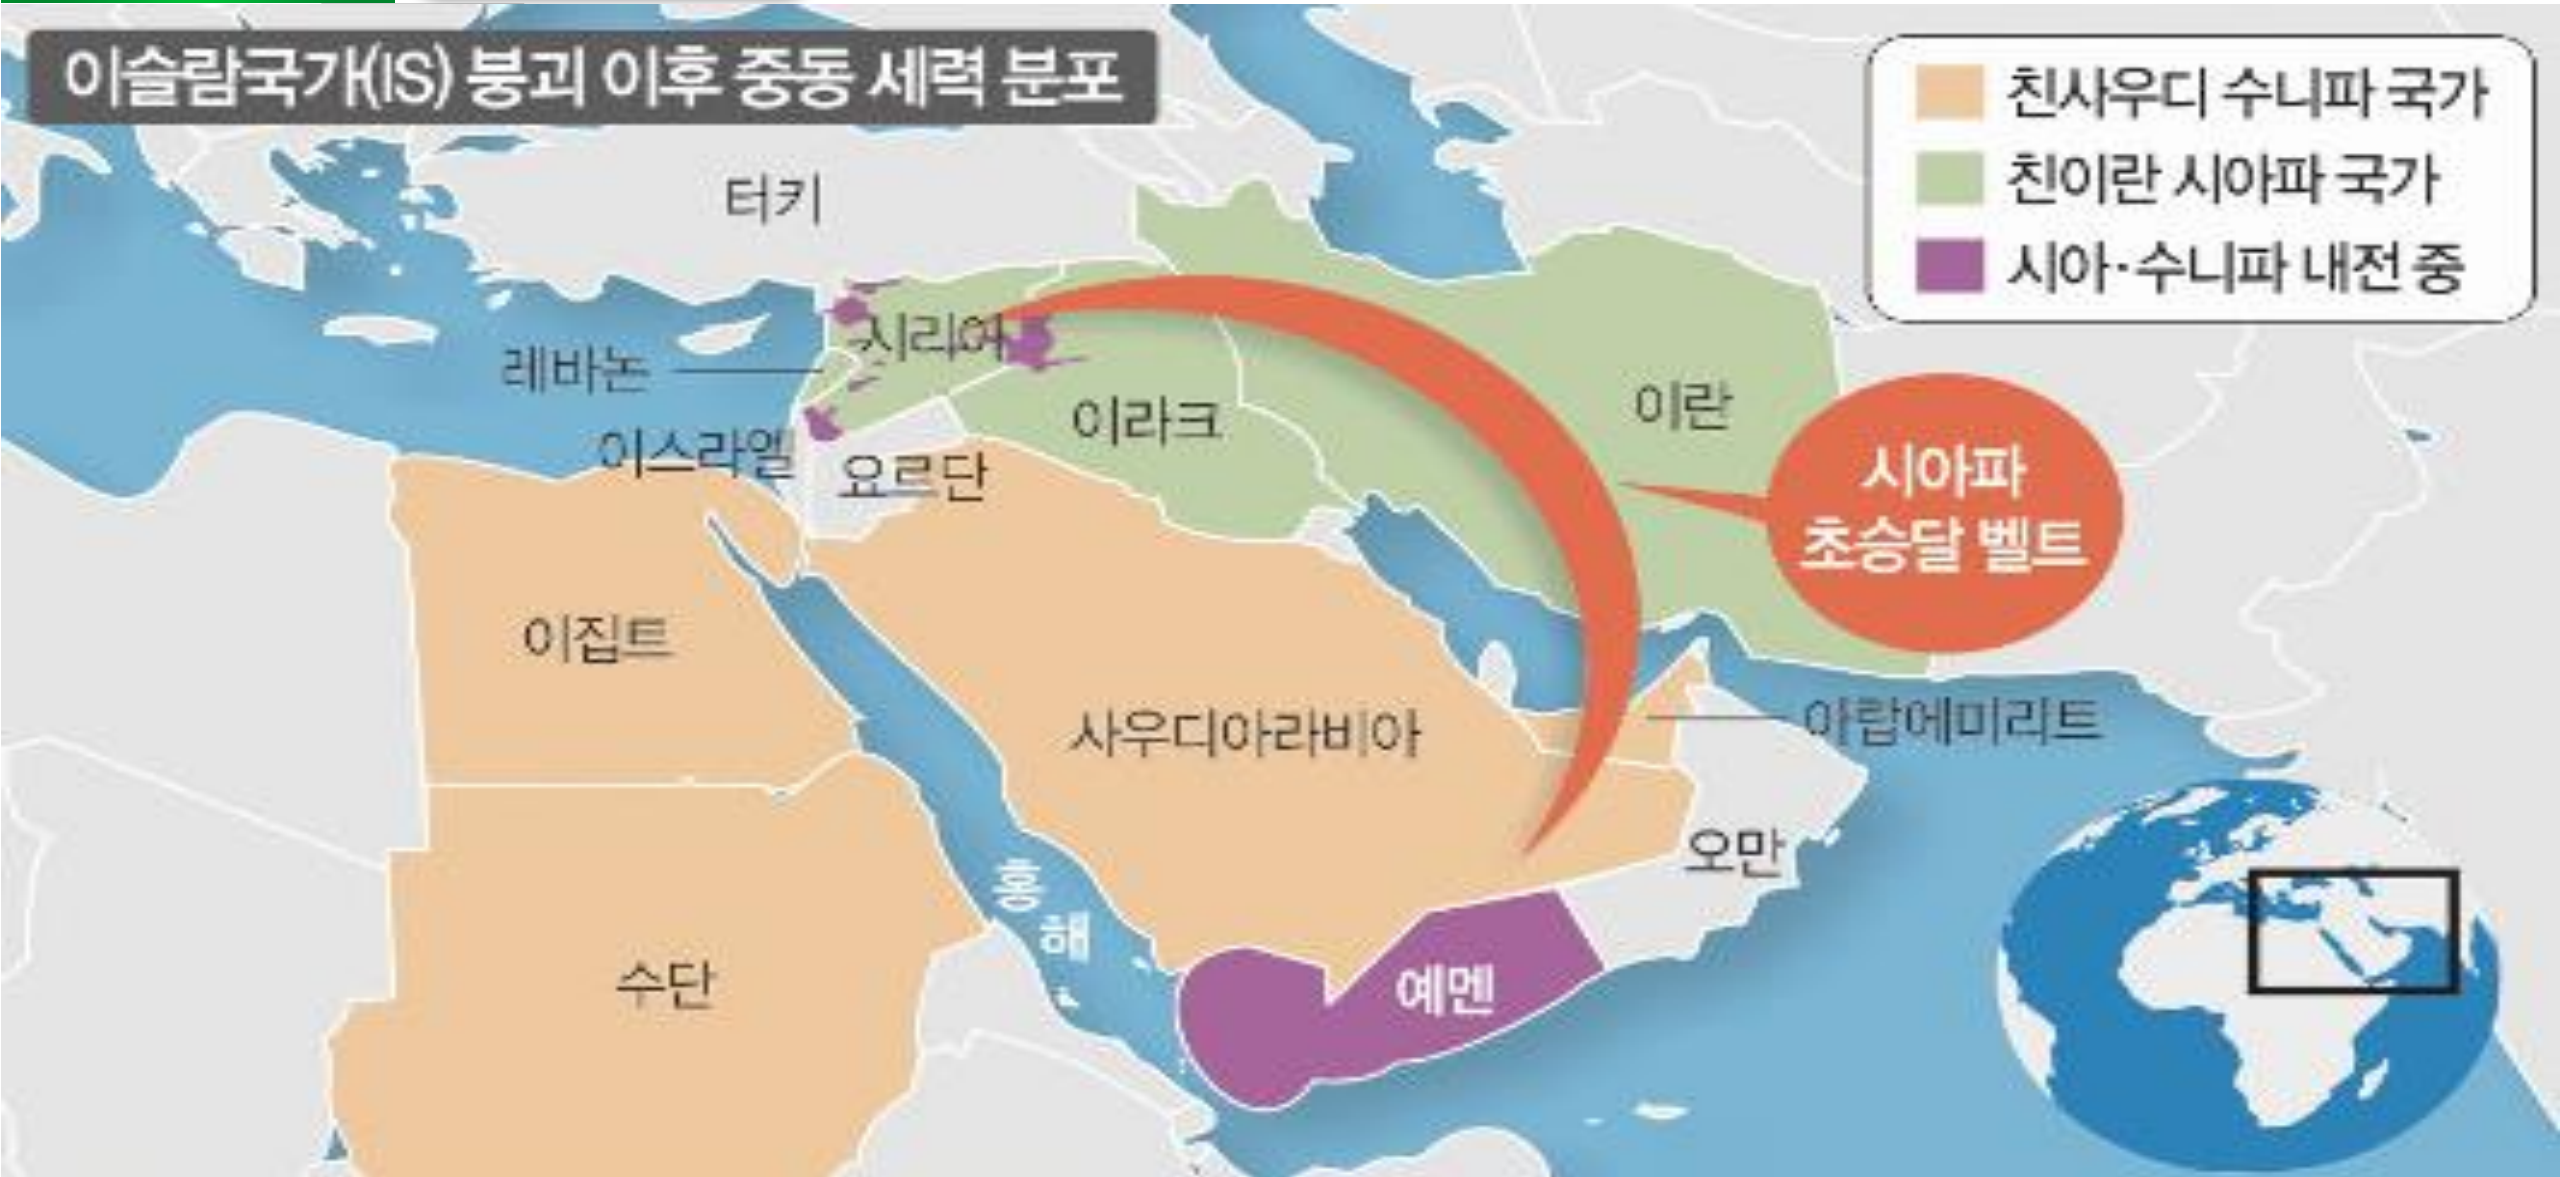 이슬람국가(IS) 붕괴 이후 중동 세력 분포
친사우디 수니파 국가
친이란 시아파 국가
시아·수니파 내전 중
터키
시리아
레바논
이스라엘
요르단
이라크
이란
시아파
초승달 벨트
이집트
사우디아라비아
아랍에미리트
오만
홍
해
수단
예멘